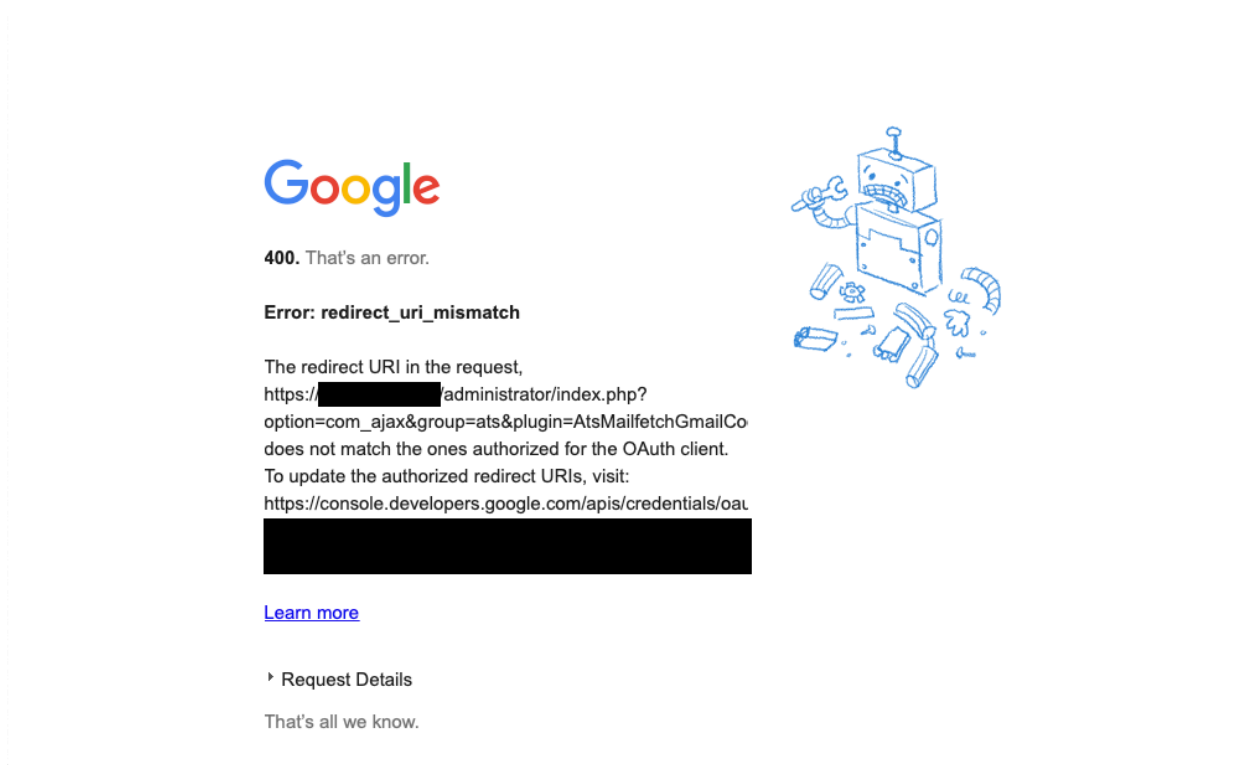 Google
400. That's an error.
Error: redirect_uri_mismatch
The redirect URI in the request,
https:// /administrator/index.php?
option=com_ajax&group=ats&plugin=AtsMailfetchGmailCo
does not match the ones authorized for the OAuth client.
To update the authorized redirect URIs, visit:
https://console.developers.google.com/apis/credentials/oau
Learn more
Request Details
That's all we know.